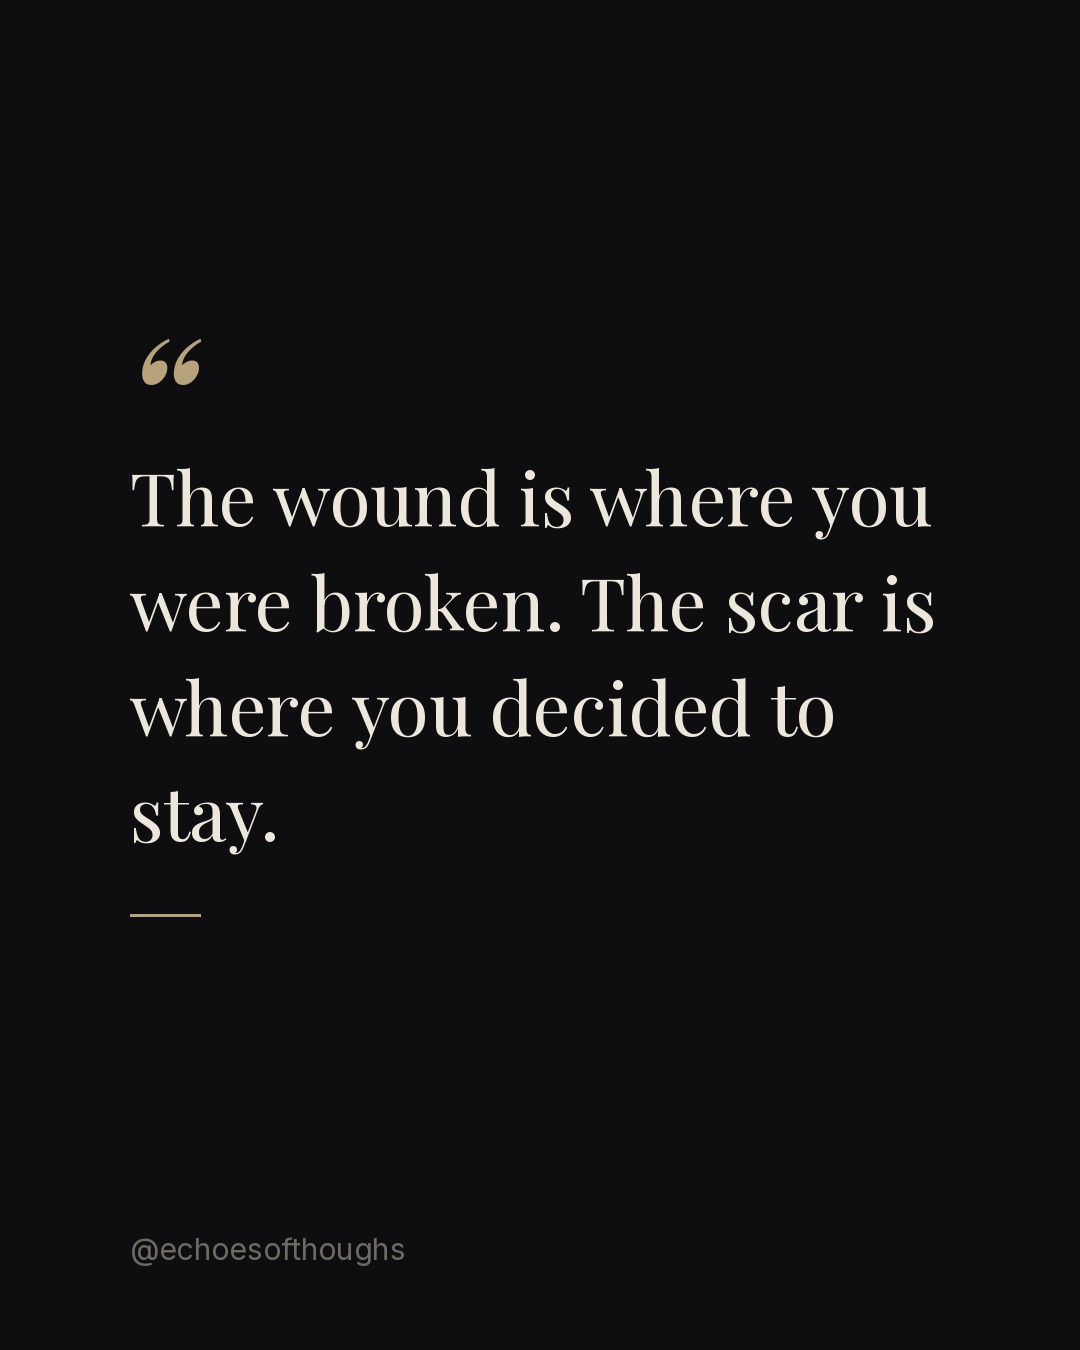 “
The wound is where you
were broken. The scar is
where you decided to
stay.
@echoesofthoughs